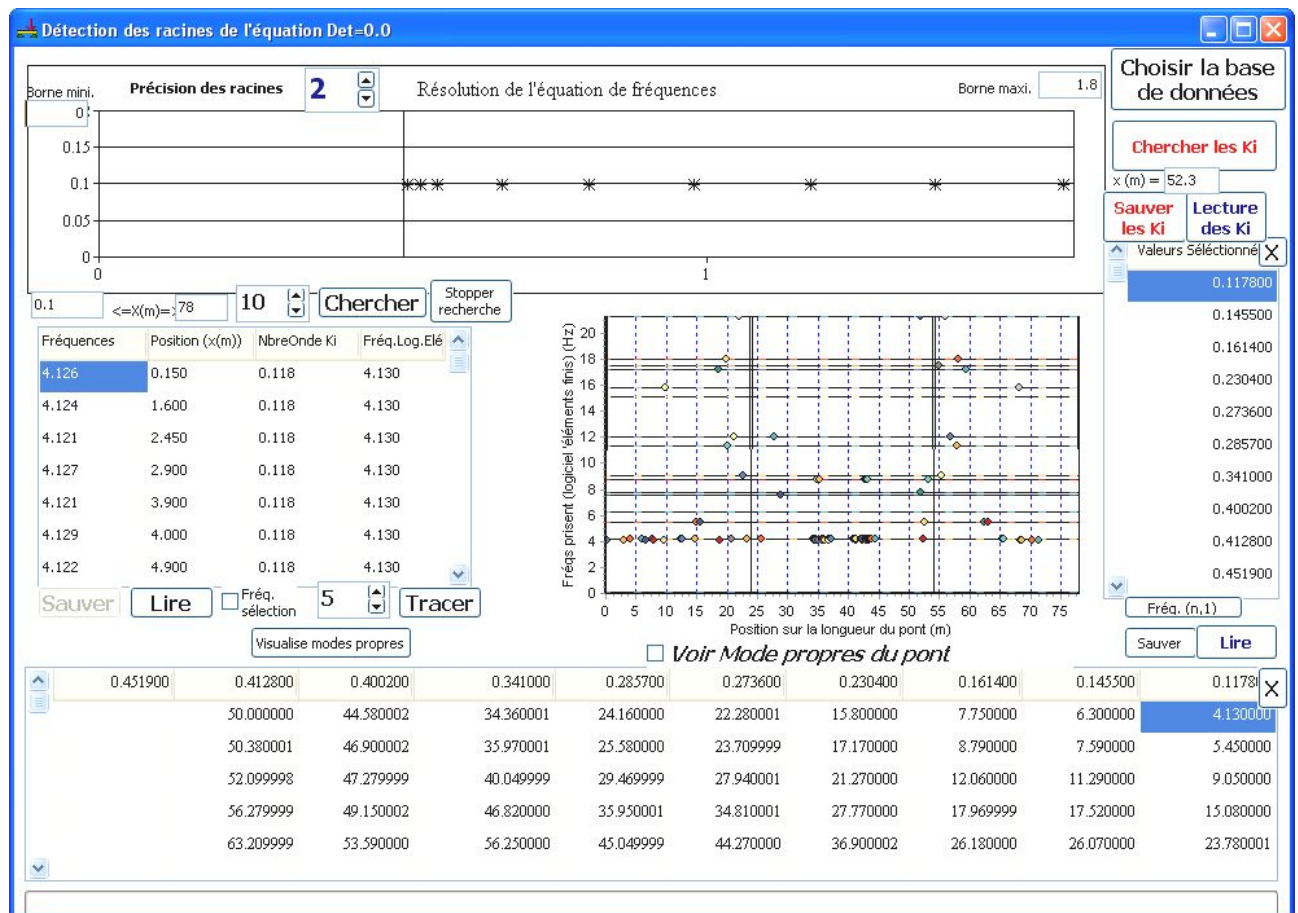 Détection des racines de l'équation Det=0.0
Choisir la base
de données
Borne mini.
Précision des racines
2
Résolution de l'équation de fréquences
Borne maxi.
1.8
0
0.15
0.1
0.05
0
0
1
Chercher les Ki
x (m) = 52.3
Sauver
les Ki
Lecture
des Ki
Valeurs Séléctionné
X
0.117800
0.145500
0.161400
0.230400
0.273600
0.285700
0.341000
0.400200
0.412800
0.451900
0.1
<=X(m)=>
78
10
Chercher
Stopper
recherche
Fréquences Position (x(m)) NbreOnde Ki Fréq.Log.Elé
4.126 0.150 0.118 4.130
4.124 1.600 0.118 4.130
4.121 2.450 0.118 4.130
4.127 2.900 0.118 4.130
4.121 3.900 0.118 4.130
4.129 4.000 0.118 4.130
4.122 4.900 0.118 4.130
Sauver
Lire
Fréq.
sélection
5
Tracer
Visualise modes propres
Fréqs prisent (logiciel 'éléments finis) (Hz)
20
18
16
14
12
10
8
6
4
2
0
0 5 10 15 20 25 30 35 40 45 50 55 60 65 70 75
Position sur la longueur du pont (m)
Voir Mode propres du pont
Fréq. (n,1)
Sauver
Lire
0.451900 0.412800 0.400200 0.341000 0.285700 0.273600 0.230400 0.161400 0.145500 0.1178
X
50.000000 44.580002 34.360001 24.160000 22.280001 15.800000 7.750000 6.300000 4.130000
50.380001 46.900002 35.970001 25.580000 23.709999 17.170000 8.790000 7.590000 5.450000
52.099998 47.279999 40.049999 29.469999 27.940001 21.270000 12.060000 11.290000 9.050000
56.279999 49.150002 46.820000 35.950001 34.810001 27.770000 17.969999 17.520000 15.080000
63.209999 53.590000 56.250000 45.049999 44.270000 36.900002 26.180000 26.070000 23.780001